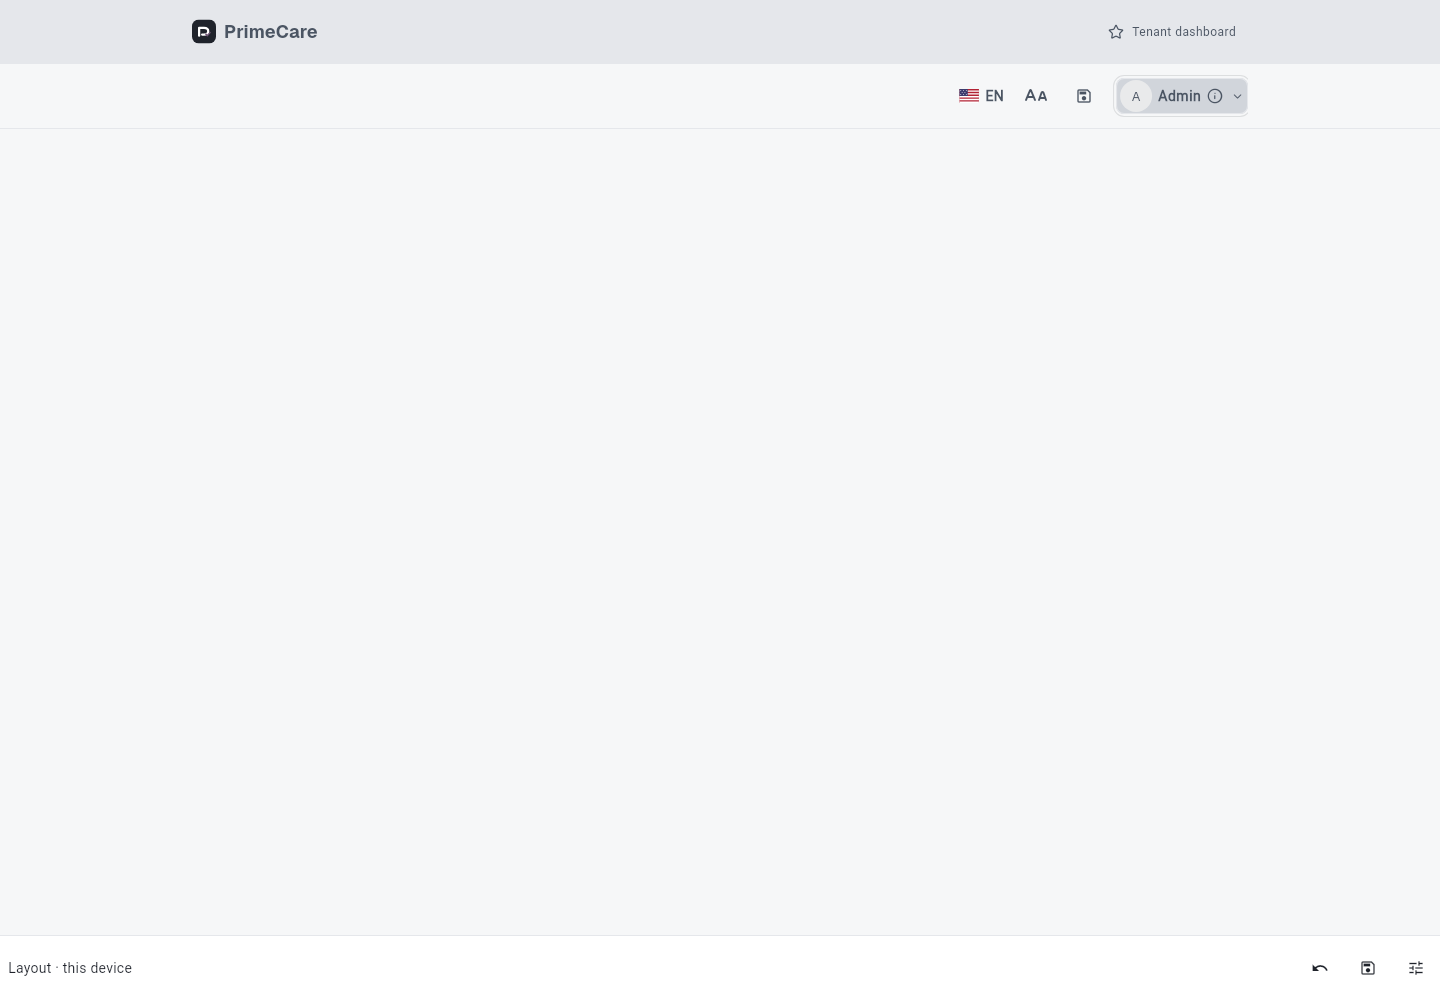 PrimeCare
Tenant dashboard
EN
AA
A
Admin
Layout · this device